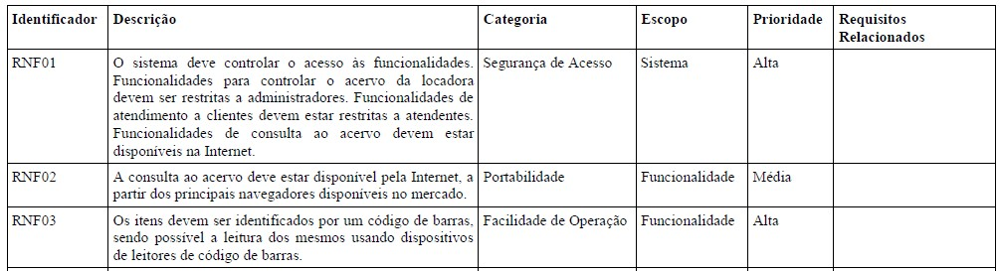 Identificador Descrição Categoria Escopo Prioridade Requisitos
Relacionados
RNF01 O sistema deve controlar o acesso às funcionalidades. Segurança de Acesso Sistema Alta
Funcionalidades para controlar o acervo da locadora
devem ser restritas a administradores. Funcionalidades de
atendimento a clientes devem estar restritas a atendentes.
Funcionalidades de consulta ao acervo devem estar
disponíveis na Internet.
RNF02 A consulta ao acervo deve estar disponível pela Internet, a Portabilidade Funcionalidade Média
partir dos principais navegadores disponíveis no mercado.
RNF03 Os itens devem ser identificados por um código de barras, Facilidade de Operação Funcionalidade Alta
sendo possível a leitura dos mesmos usando dispositivos
de leitores de código de barras.